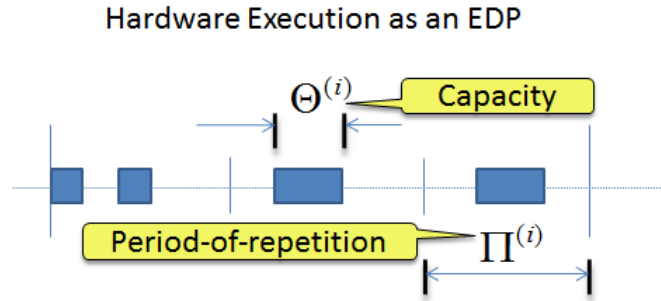 Hardware Execution as an EDP
Θ^(i)
Capacity
Period-of-repetition
Π^(i)